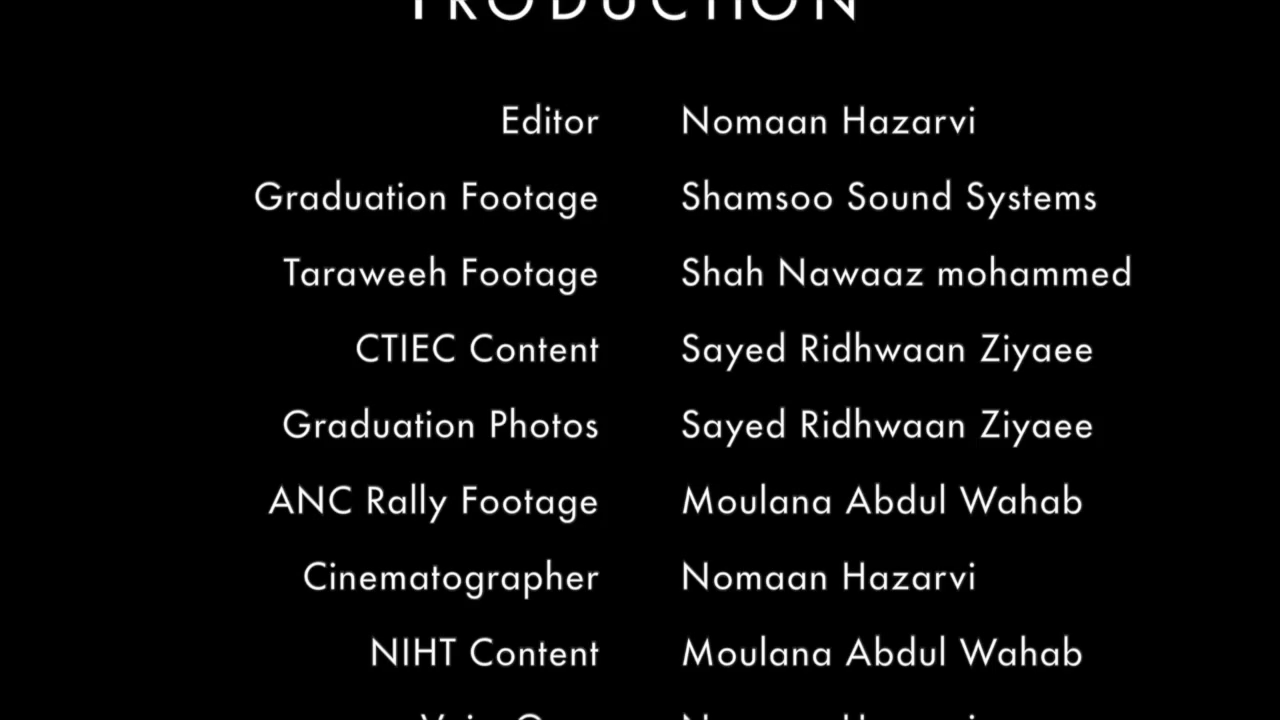 PRODUCTION
Editor Nomaan Hazarvi
Graduation Footage Shamsoo Sound Systems
Taraweeh Footage Shah Nawaaz mohammed
CTIEC Content Sayed Ridhwaan Ziyaee
Graduation Photos Sayed Ridhwaan Ziyaee
ANC Rally Footage Moulana Abdul Wahab
Cinematographer Nomaan Hazarvi
NIHT Content Moulana Abdul Wahab